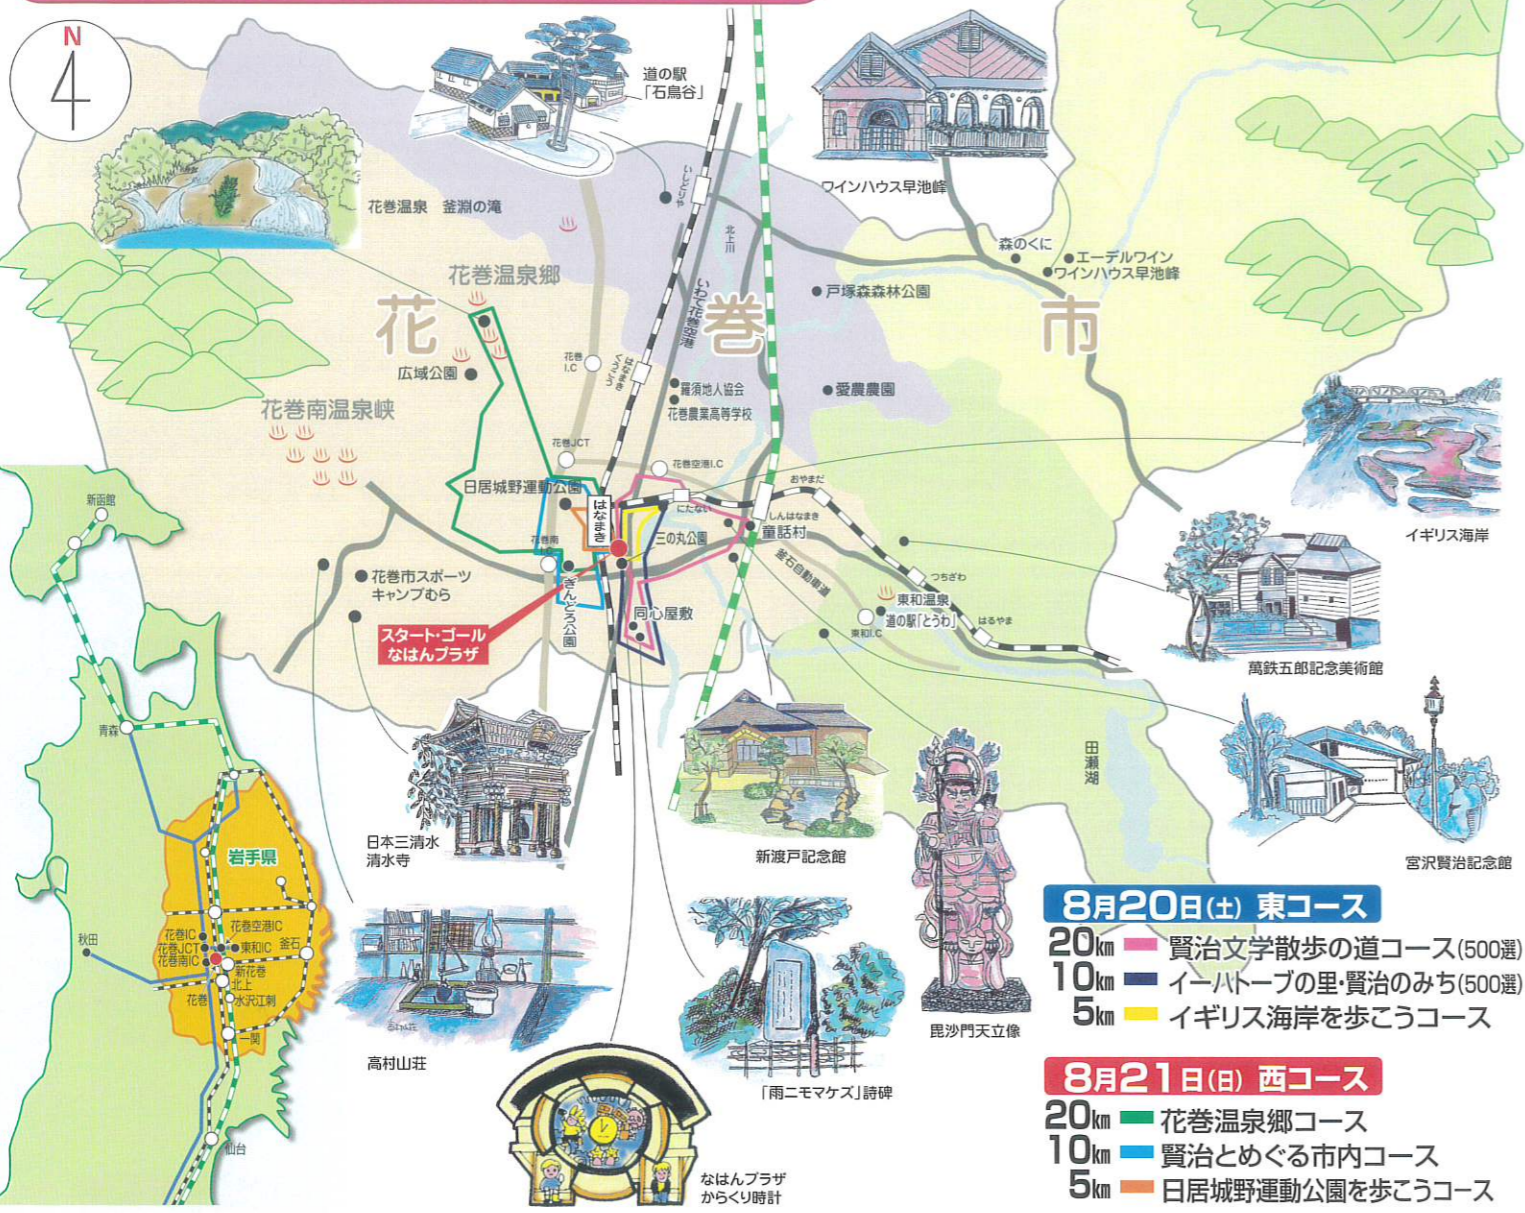 N
道の駅
「石鳥谷」
ワインハウス早池峰
花巻温泉 釜淵の滝
いしどりや
北上川
森のくに
エーデルワイン
ワインハウス早池峰
花巻温泉郷
花巻市
戸塚森森林公園
いわて花巻空港
広域公園
花巻
I.C
はなまき
くうこう
羅須地人協会
花巻農業高等学校
愛農農園
花巻南温泉峡
花巻JCT
花巻空港I.C
日居城野運動公園
はなまき
にたない
おやまだ
しんはなまき
童話村
三の丸公園
花巻南
I.C
イギリス海岸
釜石自動車道
つちざわ
花巻市スポーツ
キャンプむら
ぎんどろ公園
同心屋敷
東和温泉
道の駅「とうわ」
東和I.C
はるやま
スタート・ゴール
なはんプラザ
萬鉄五郎記念美術館
田瀬湖
日本三清水
清水寺
新渡戸記念館
宮沢賢治記念館
高村山荘
「雨ニモマケズ」詩碑
毘沙門天立像
なはんプラザ
からくり時計
新函館
青森
岩手県
秋田
花巻IC
花巻JCT
花巻南IC
花巻空港IC
東和IC
釜石
新花巻
北上
花巻
水沢江刺
一関
仙台
8月20日(土) 東コース
20km 賢治文学散歩の道コース(500選)
10km イーハトーブの里・賢治のみち(500選)
5km イギリス海岸を歩こうコース
8月21日(日) 西コース
20km 花巻温泉郷コース
10km 賢治とめぐる市内コース
5km 日居城野運動公園を歩こうコース